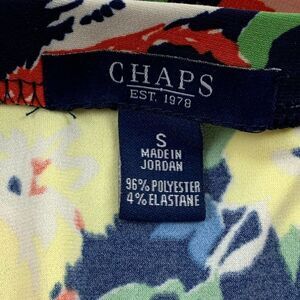 CHAPS
EST. 1978
S
MADE IN
JORDAN
96% POLYESTER
4% ELASTANE